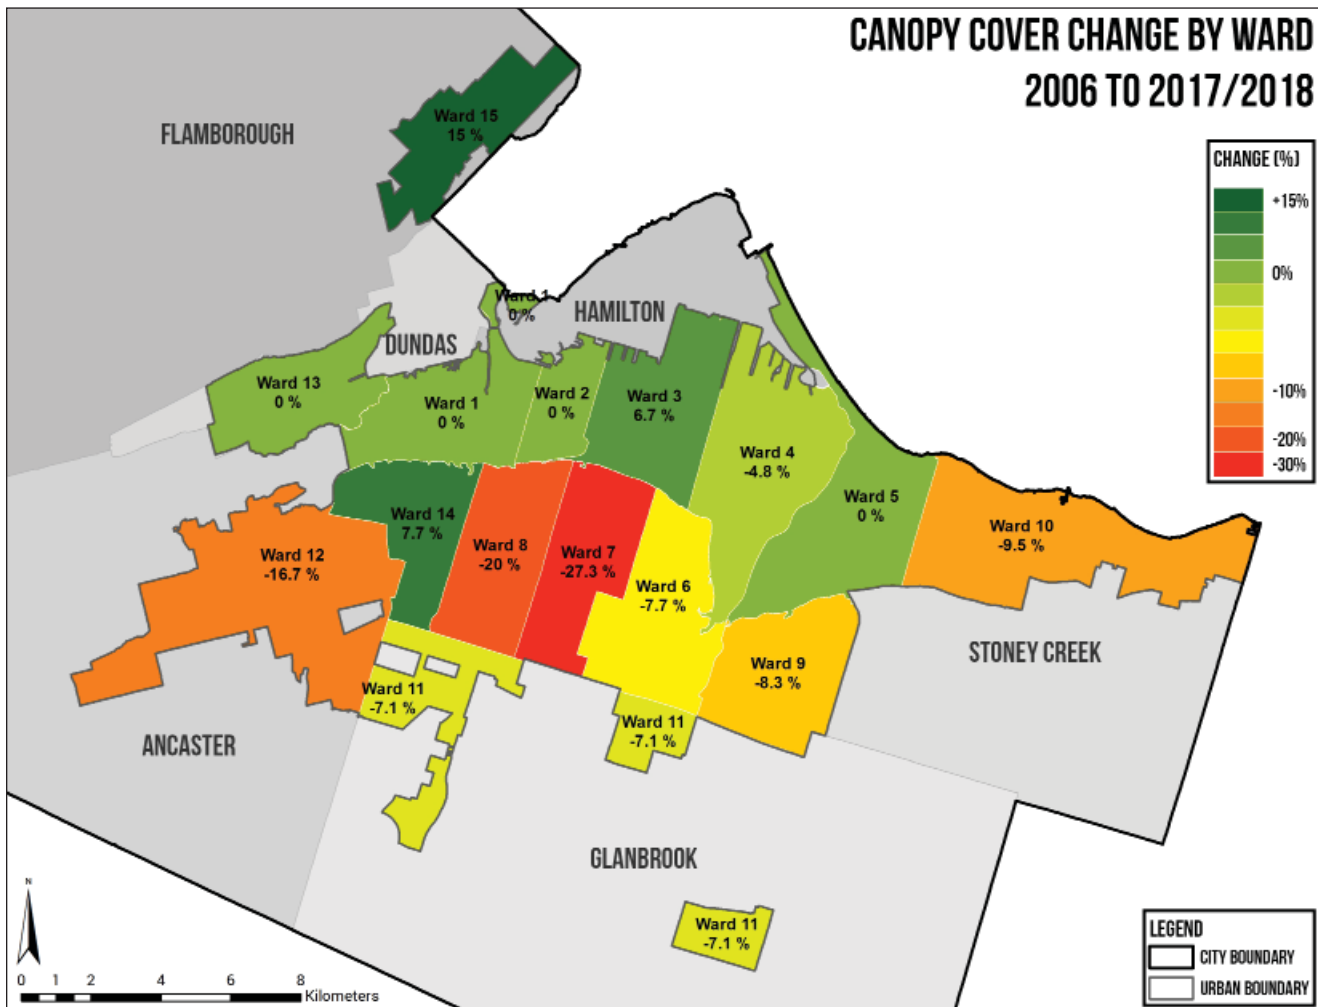 CANOPY COVER CHANGE BY WARD
2006 TO 2017/2018
CHANGE (%)
+15%
0%
-10%
-20%
-30%
FLAMBOROUGH
Ward 15
15 %
Ward 1
0 %
HAMILTON
DUNDAS
Ward 13
0 %
Ward 1
0 %
Ward 2
0 %
Ward 3
6.7 %
Ward 4
-4.8 %
Ward 5
0 %
Ward 10
-9.5 %
Ward 14
7.7 %
Ward 12
-16.7 %
Ward 8
-20 %
Ward 7
-27.3 %
Ward 6
-7.7 %
Ward 9
-8.3 %
STONEY CREEK
Ward 11
-7.1 %
Ward 11
-7.1 %
ANCASTER
GLANBROOK
Ward 11
-7.1 %
N
0 1 2 4 6 8
Kilometers
LEGEND
CITY BOUNDARY
URBAN BOUNDARY